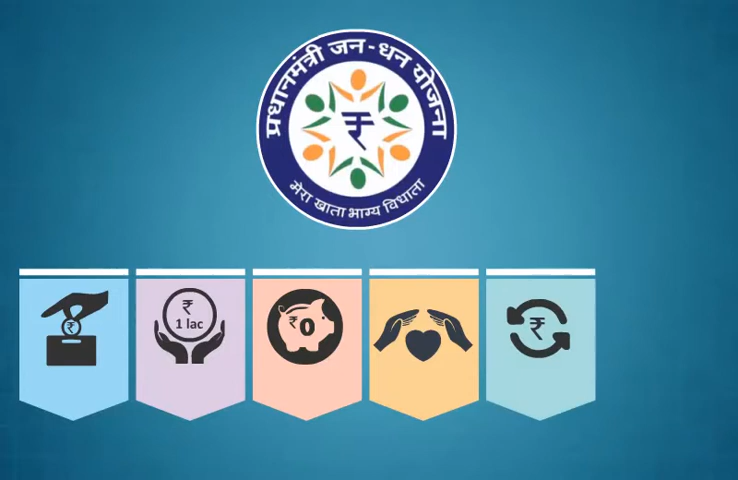 प्रधानमंत्री जन-धन योजना
₹
मेरा खाता भाग्य विधाता
₹
₹
1 lac
₹0
₹